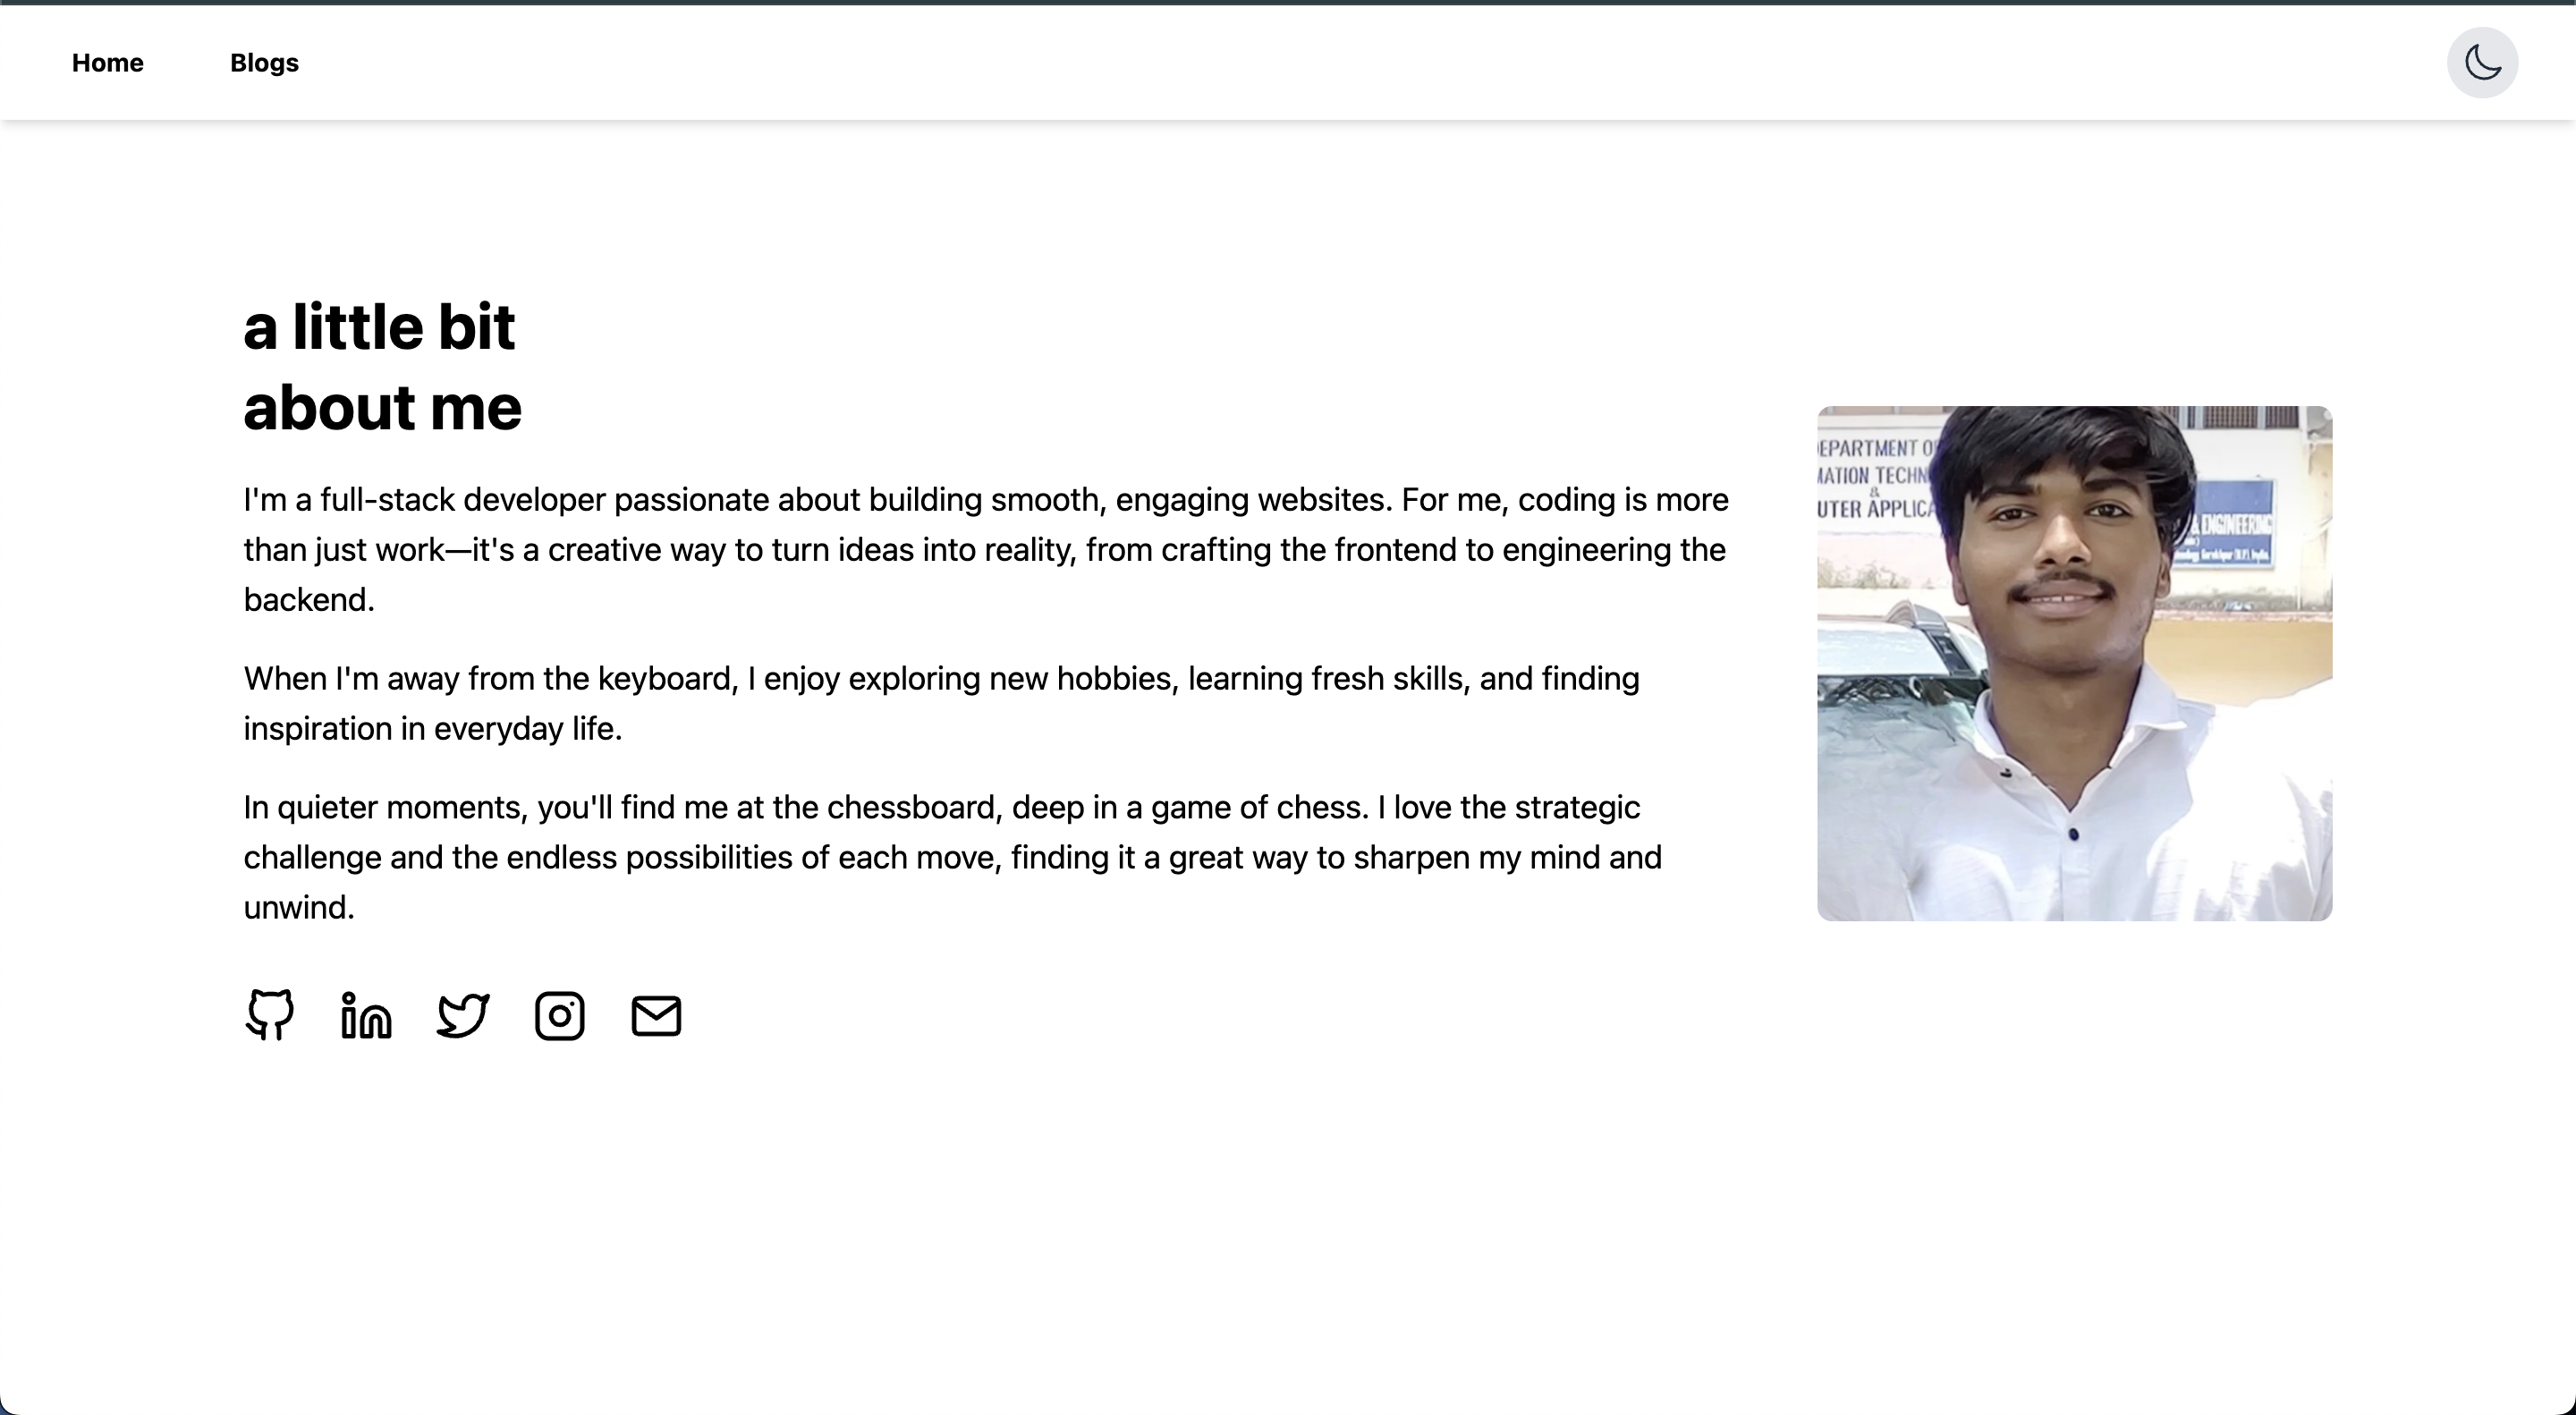 Home Blogs
a little bit
about me
I'm a full-stack developer passionate about building smooth, engaging websites. For me, coding is more
than just work—it's a creative way to turn ideas into reality, from crafting the frontend to engineering the
backend.
When I'm away from the keyboard, I enjoy exploring new hobbies, learning fresh skills, and finding
inspiration in everyday life.
In quieter moments, you'll find me at the chessboard, deep in a game of chess. I love the strategic
challenge and the endless possibilities of each move, finding it a great way to sharpen my mind and
unwind.
EPARTMENT O
MATION TECHN
&
UTER APPLICA
& ENGINEERING